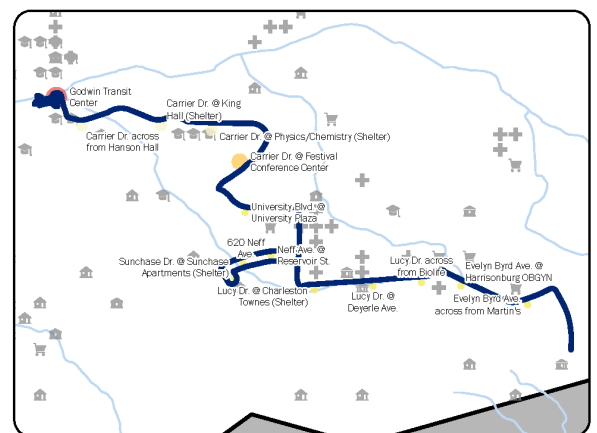 Godwin Transit
Center
Carrier Dr. @ King
Hall (Shelter)
Carrier Dr. across
from Hanson Hall
Carrier Dr. @ Physics/Chemistry (Shelter)
Carrier Dr. @ Festival
Conference Center
University Blvd. @
University Plaza
620 Neff
Ave.
Neff Ave. @
Reservoir St.
Sunchase Dr. @ Sunchase
Apartments (Shelter)
Lucy Dr. @ Charleston
Townes (Shelter)
Lucy Dr. @
Deyerle Ave.
Lucy Dr. across
from Biolife
Evelyn Byrd Ave. @
Harrisonburg OBGYN
Evelyn Byrd Ave.
across from Martin's